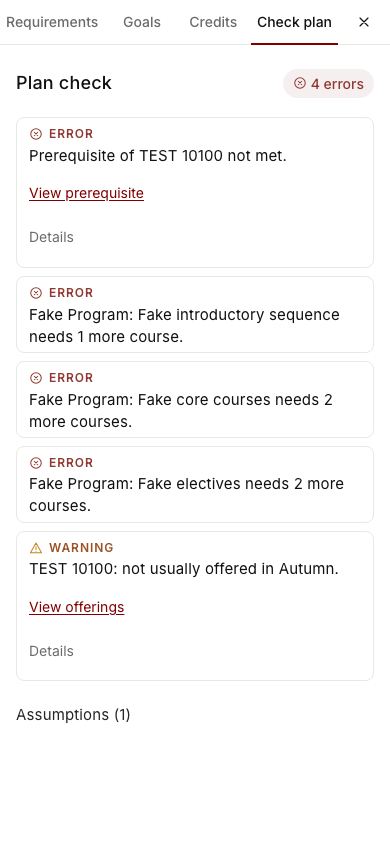 Requirements Goals Credits Check plan
Plan check
4 errors
ERROR
Prerequisite of TEST 10100 not met.
View prerequisite
Details
ERROR
Fake Program: Fake introductory sequence
needs 1 more course.
ERROR
Fake Program: Fake core courses needs 2
more courses.
ERROR
Fake Program: Fake electives needs 2 more
courses.
WARNING
TEST 10100: not usually offered in Autumn.
View offerings
Details
Assumptions (1)